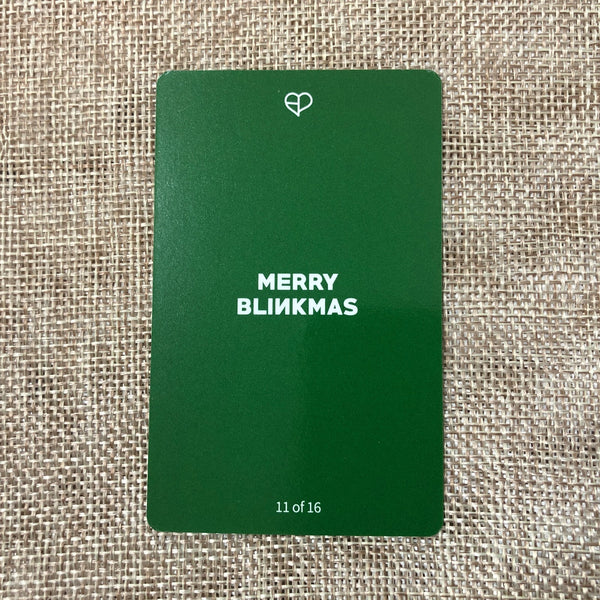 MERRY
BLIИKMAS
11 of 16